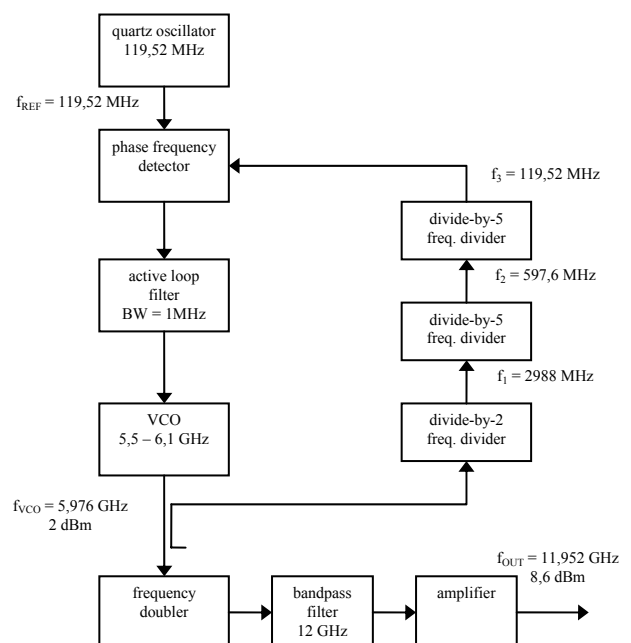 quartz oscillator
119,52 MHz
fREF = 119,52 MHz
phase frequency
detector
f3 = 119,52 MHz
divide-by-5
freq. divider
f2 = 597,6 MHz
active loop
filter
BW = 1MHz
divide-by-5
freq. divider
f1 = 2988 MHz
VCO
5,5 – 6,1 GHz
divide-by-2
freq. divider
fVCO = 5,976 GHz
2 dBm
fOUT = 11,952 GHz
8,6 dBm
frequency
doubler
bandpass
filter
12 GHz
amplifier